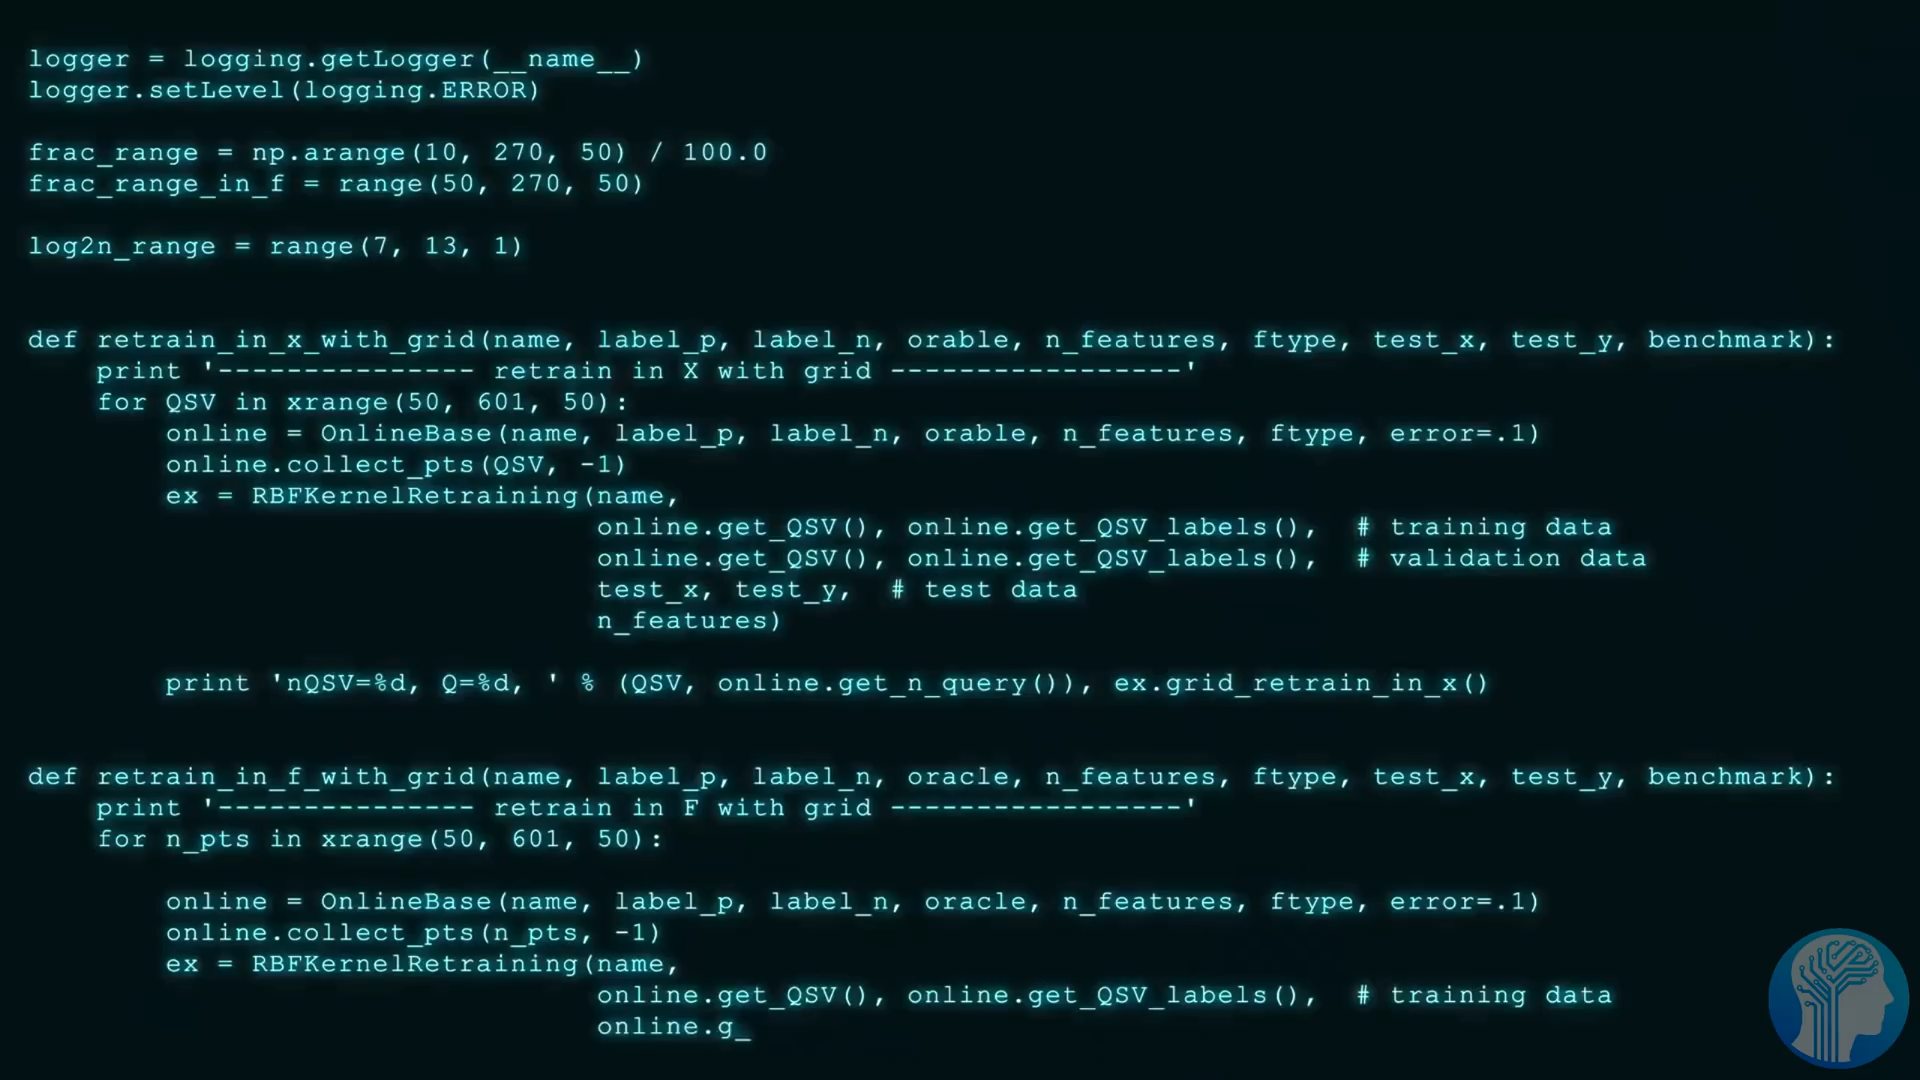 logger = logging.getLogger(__name__)
logger.setLevel(logging.ERROR)
frac_range = np.arange(10, 270, 50) / 100.0
frac_range_in_f = range(50, 270, 50)
log2n_range = range(7, 13, 1)
def retrain_in_x_with_grid(name, label_p, label_n, orable, n_features, ftype, test_x, test_y, benchmark):
    print '--------------- retrain in X with grid -----------------'
    for QSV in xrange(50, 601, 50):
        online = OnlineBase(name, label_p, label_n, orable, n_features, ftype, error=.1)
        online.collect_pts(QSV, -1)
        ex = RBFKernelRetraining(name,
                                 online.get_QSV(), online.get_QSV_labels(),  # training data
                                 online.get_QSV(), online.get_QSV_labels(),  # validation data
                                 test_x, test_y,  # test data
                                 n_features)
        print 'nQSV=%d, Q=%d, ' % (QSV, online.get_n_query()), ex.grid_retrain_in_x()
def retrain_in_f_with_grid(name, label_p, label_n, oracle, n_features, ftype, test_x, test_y, benchmark):
    print '--------------- retrain in F with grid -----------------'
    for n_pts in xrange(50, 601, 50):
        online = OnlineBase(name, label_p, label_n, oracle, n_features, ftype, error=.1)
        online.collect_pts(n_pts, -1)
        ex = RBFKernelRetraining(name,
                                 online.get_QSV(), online.get_QSV_labels(),  # training data
                                 online.g_